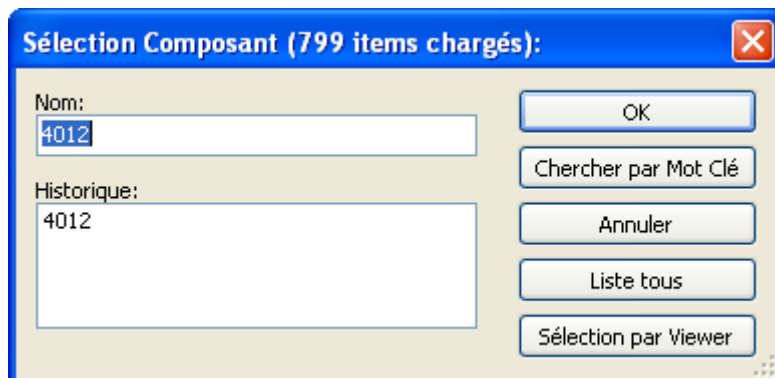 Sélection Composant (799 items chargés):
Nom:
4012
Historique:
4012
OK
Chercher par Mot Clé
Annuler
Liste tous
Sélection par Viewer